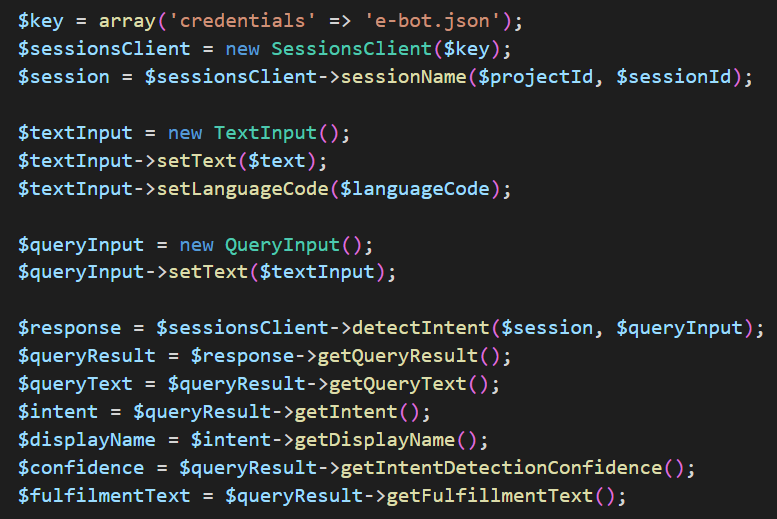 $key = array('credentials' => 'e-bot.json');
$sessionsClient = new SessionsClient($key);
$session = $sessionsClient->sessionName($projectId, $sessionId);
$textInput = new TextInput();
$textInput->setText($text);
$textInput->setLanguageCode($languageCode);
$queryInput = new QueryInput();
$queryInput->setText($textInput);
$response = $sessionsClient->detectIntent($session, $queryInput);
$queryResult = $response->getQueryResult();
$queryText = $queryResult->getQueryText();
$intent = $queryResult->getIntent();
$displayName = $intent->getDisplayName();
$confidence = $queryResult->getIntentDetectionConfidence();
$fulfilmentText = $queryResult->getFulfillmentText();